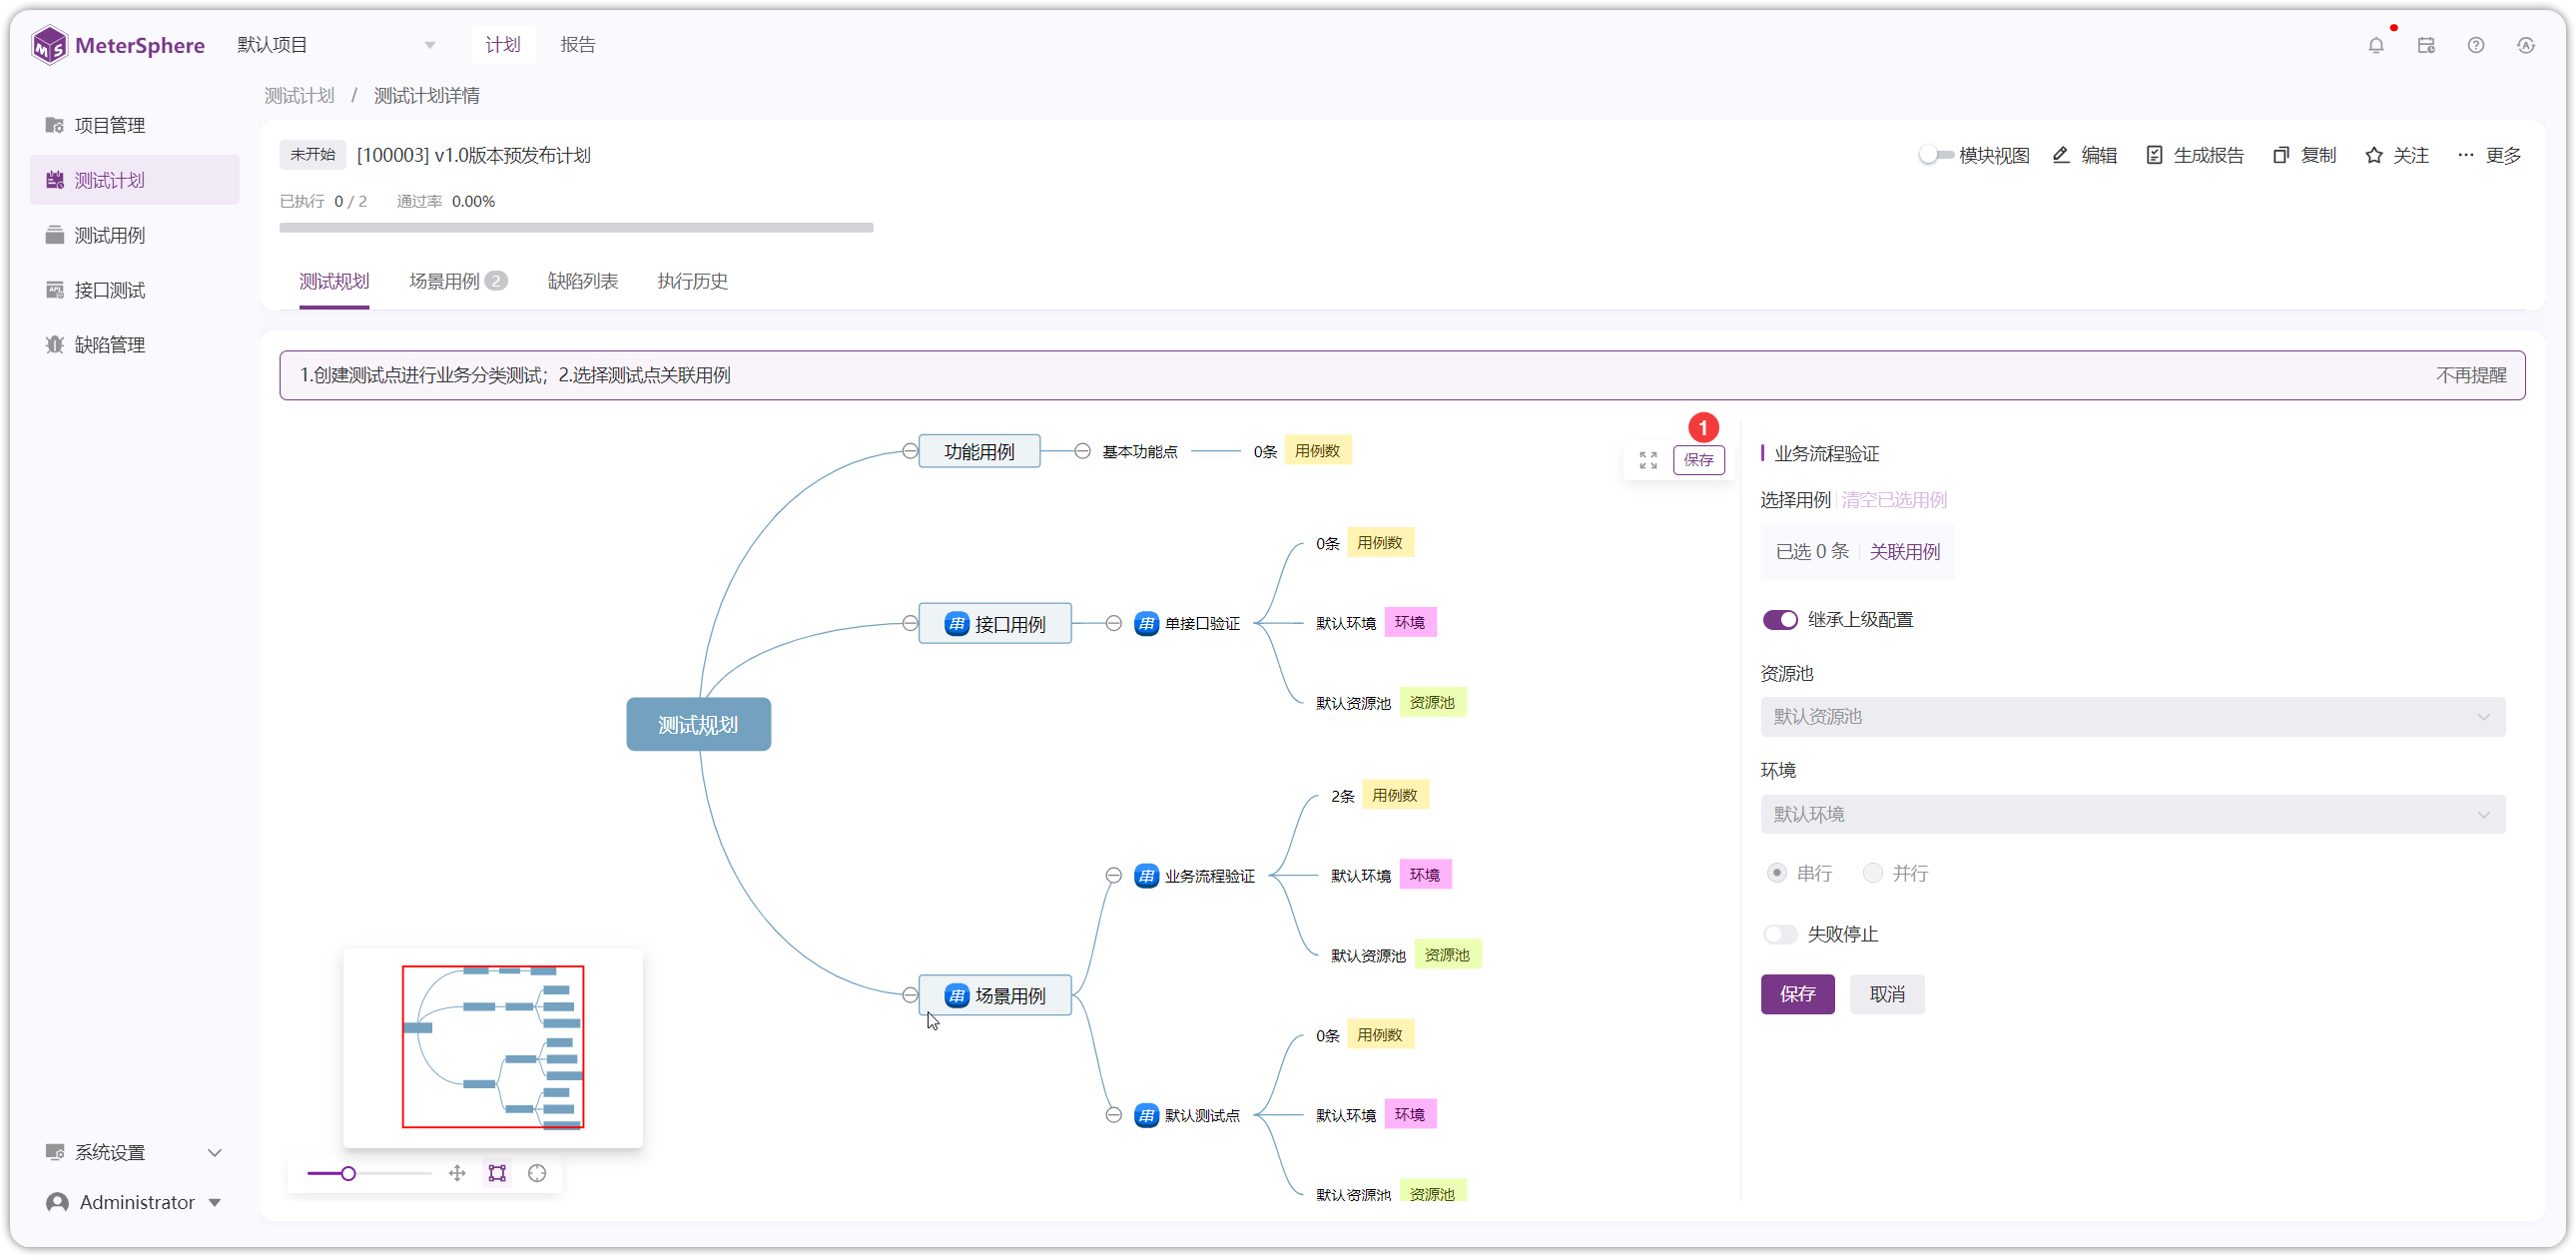 MeterSphere
默认项目
计划
报告
项目管理
测试计划
测试用例
接口测试
缺陷管理
系统设置
Administrator
测试计划 / 测试计划详情
未开始 [100003] v1.0版本预发布计划
模块视图
编辑
生成报告
复制
关注
更多
已执行 0 / 2 通过率 0.00%
测试规划
场景用例 2
缺陷列表
执行历史
1.创建测试点进行业务分类测试；2.选择测试点关联用例
不再提醒
测试规划
功能用例
基本功能点
0条 用例数
串 接口用例
串 单接口验证
0条 用例数
默认环境 环境
默认资源池 资源池
串 场景用例
串 业务流程验证
2条 用例数
默认环境 环境
默认资源池 资源池
串 默认测试点
0条 用例数
默认环境 环境
默认资源池 资源池
1
保存
业务流程验证
选择用例 清空已选用例
已选 0 条 关联用例
继承上级配置
资源池
默认资源池
环境
默认环境
串行 并行
失败停止
保存 取消